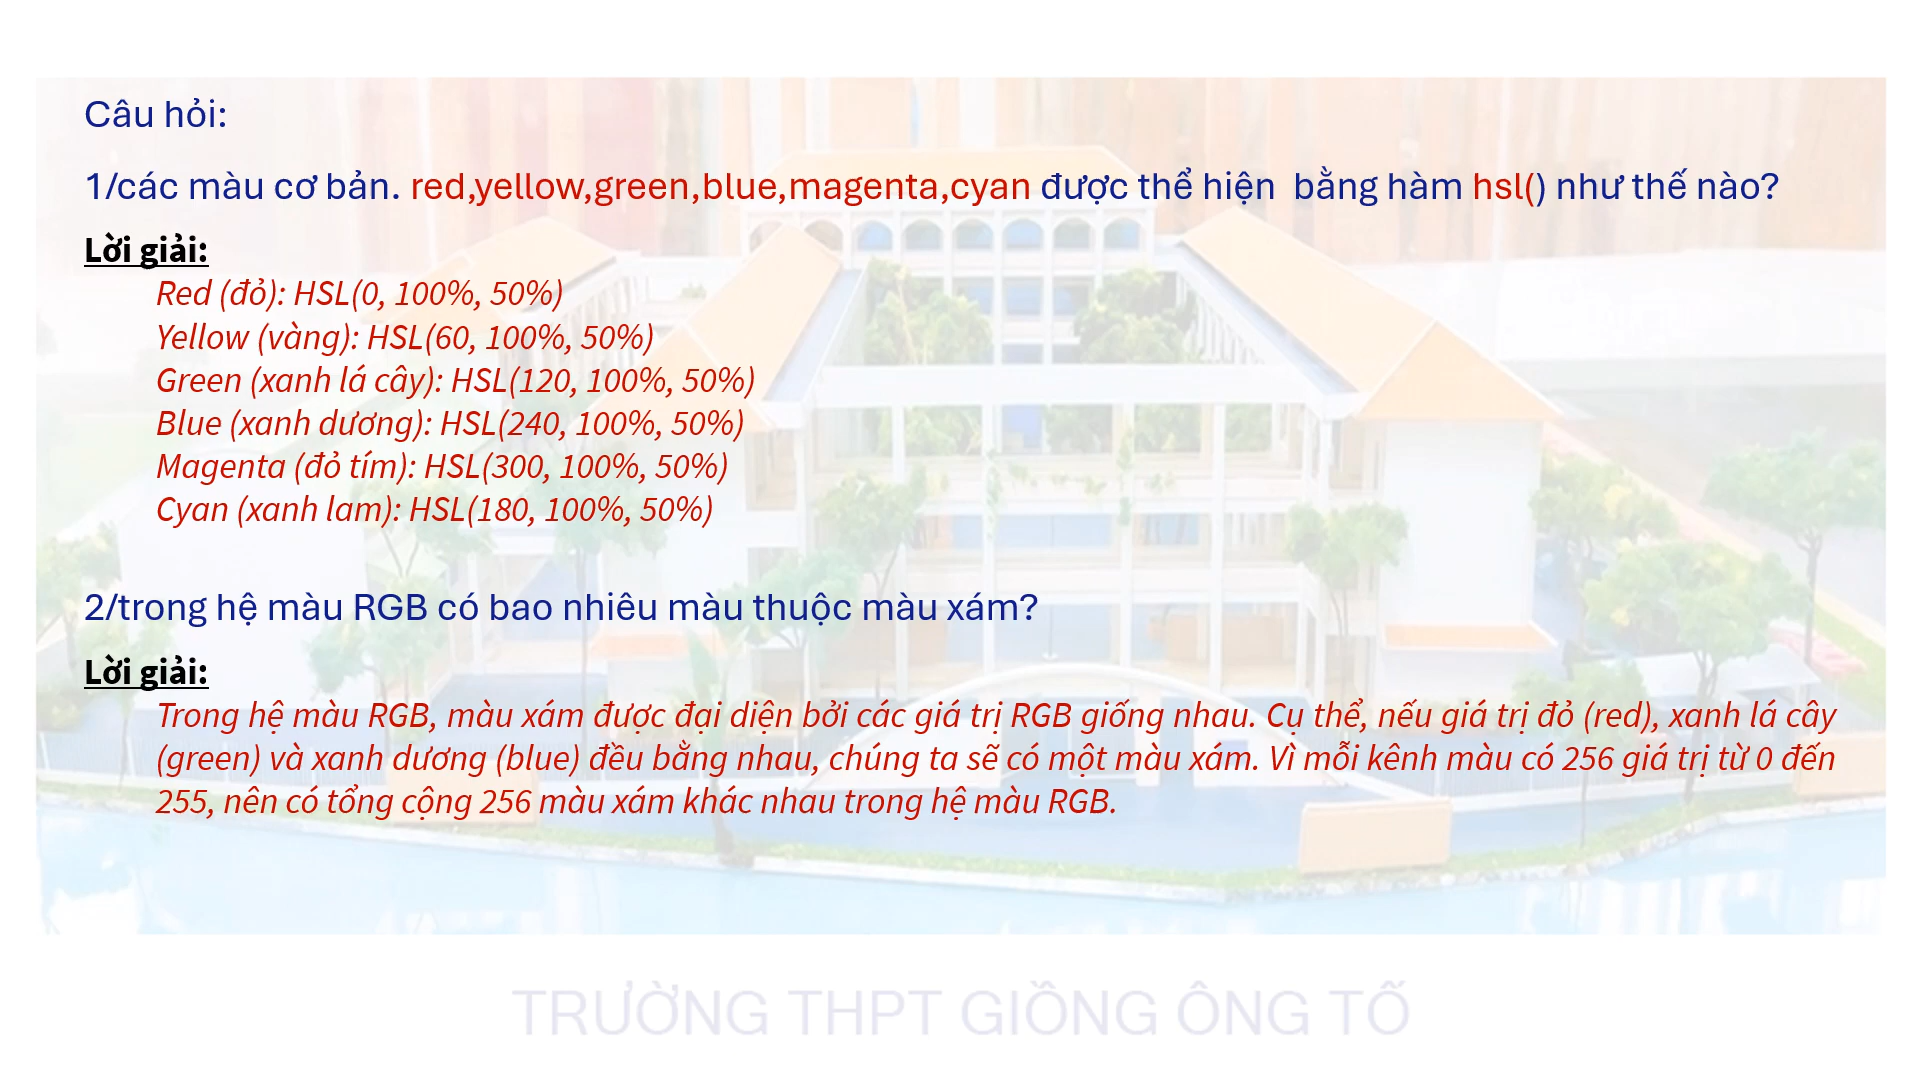 Câu hỏi:
1/các màu cơ bản. red,yellow,green,blue,magenta,cyan được thể hiện  bằng hàm hsl() như thế nào?
Lời giải:
Red (đỏ): HSL(0, 100%, 50%)
Yellow (vàng): HSL(60, 100%, 50%)
Green (xanh lá cây): HSL(120, 100%, 50%)
Blue (xanh dương): HSL(240, 100%, 50%)
Magenta (đỏ tím): HSL(300, 100%, 50%)
Cyan (xanh lam): HSL(180, 100%, 50%)
2/trong hệ màu RGB có bao nhiêu màu thuộc màu xám?
Lời giải:
Trong hệ màu RGB, màu xám được đại diện bởi các giá trị RGB giống nhau. Cụ thể, nếu giá trị đỏ (red), xanh lá cây
(green) và xanh dương (blue) đều bằng nhau, chúng ta sẽ có một màu xám. Vì mỗi kênh màu có 256 giá trị từ 0 đến
255, nên có tổng cộng 256 màu xám khác nhau trong hệ màu RGB.
TRƯỜNG THPT GIỒNG ÔNG TỐ